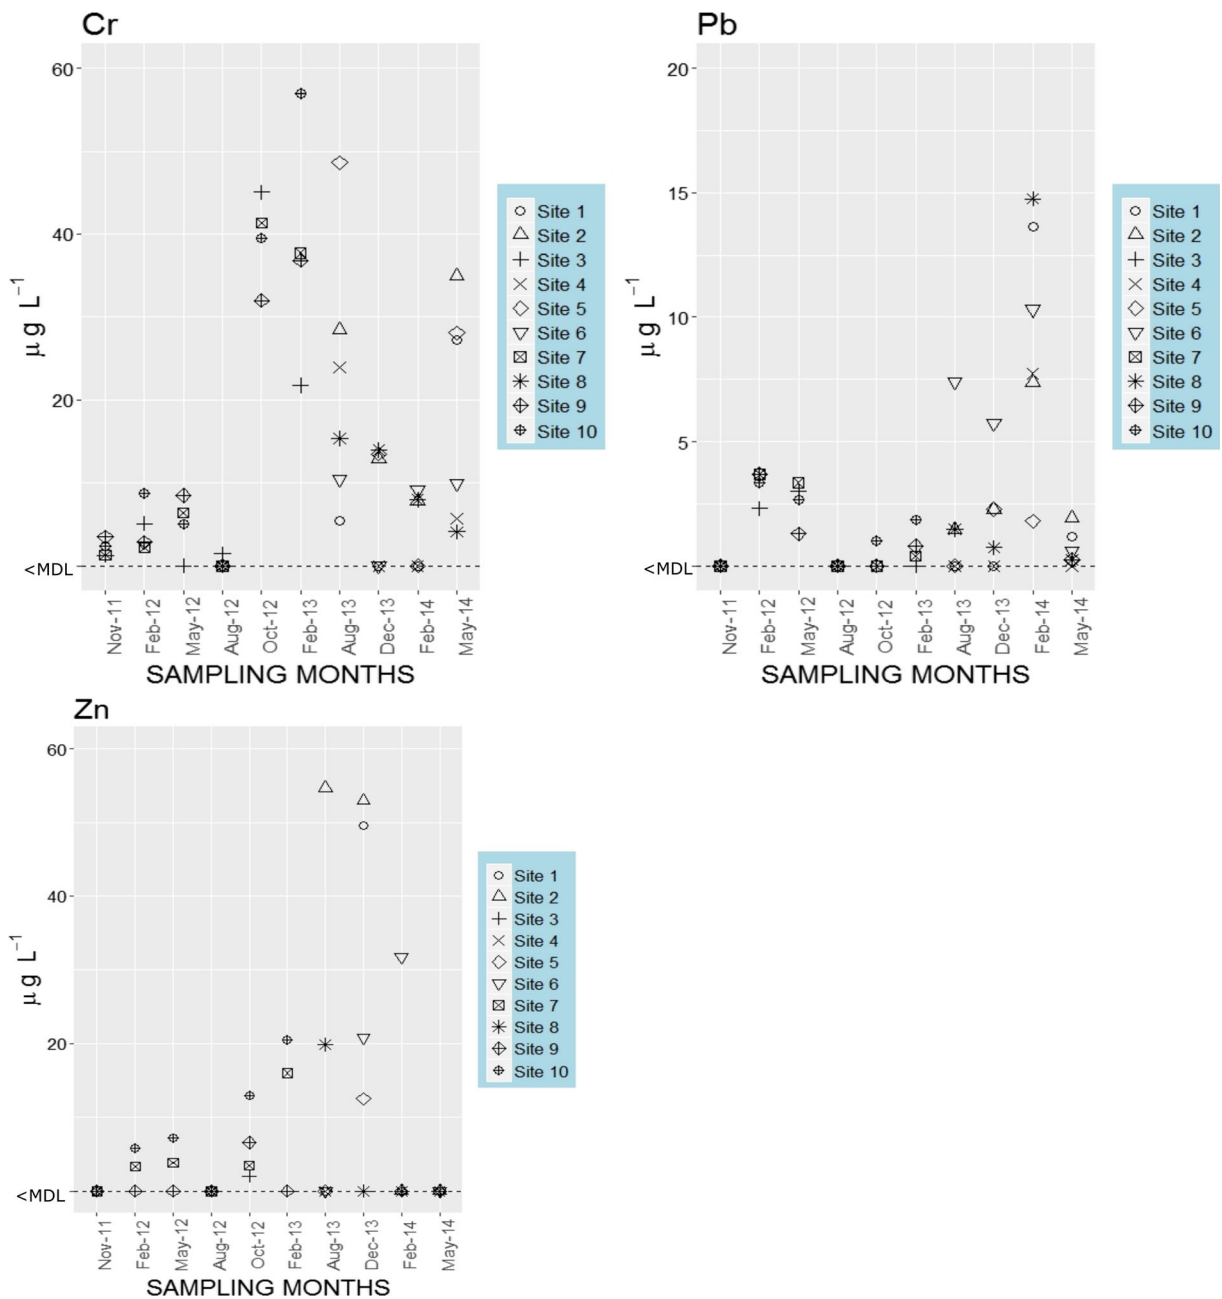 Cr
60
40
20
<MDL
μg L⁻¹
Nov-11
Feb-12
May-12
Aug-12
Oct-12
Feb-13
Aug-13
Dec-13
Feb-14
May-14
SAMPLING MONTHS
Site 1
Site 2
Site 3
Site 4
Site 5
Site 6
Site 7
Site 8
Site 9
Site 10
Pb
20
15
10
5
<MDL
μg L⁻¹
Nov-11
Feb-12
May-12
Aug-12
Oct-12
Feb-13
Aug-13
Dec-13
Feb-14
May-14
SAMPLING MONTHS
Site 1
Site 2
Site 3
Site 4
Site 5
Site 6
Site 7
Site 8
Site 9
Site 10
Zn
60
40
20
<MDL
μg L⁻¹
Nov-11
Feb-12
May-12
Aug-12
Oct-12
Feb-13
Aug-13
Dec-13
Feb-14
May-14
SAMPLING MONTHS
Site 1
Site 2
Site 3
Site 4
Site 5
Site 6
Site 7
Site 8
Site 9
Site 10